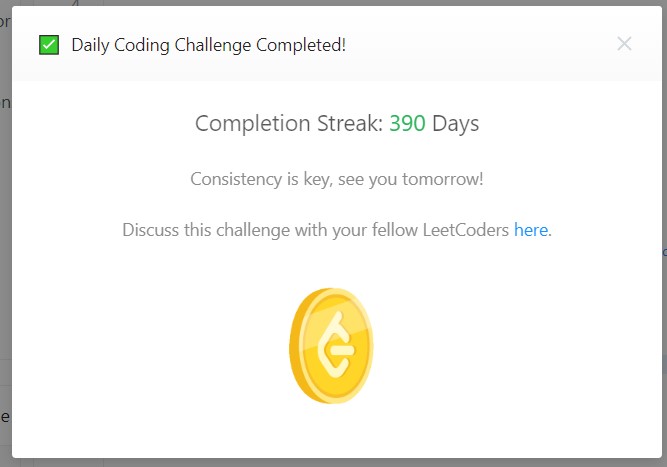 Daily Coding Challenge Completed!
Completion Streak: 390 Days
Consistency is key, see you tomorrow!
Discuss this challenge with your fellow LeetCoders here.